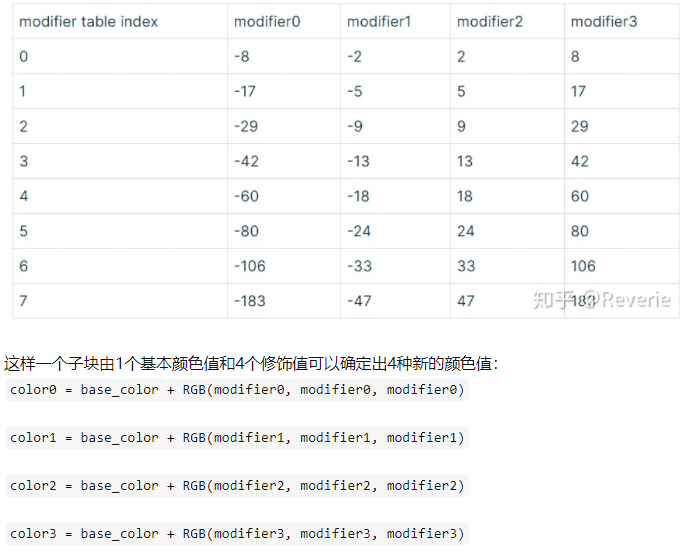 modifier table index modifier0 modifier1 modifier2 modifier3
0 -8 -2 2 8
1 -17 -5 5 17
2 -29 -9 9 29
3 -42 -13 13 42
4 -60 -18 18 60
5 -80 -24 24 80
6 -106 -33 33 106
7 -183 -47 47 183
知乎 @Reverie
这样一个子块由1个基本颜色值和4个修饰值可以确定出4种新的颜色值：
color0 = base_color + RGB(modifier0, modifier0, modifier0)
color1 = base_color + RGB(modifier1, modifier1, modifier1)
color2 = base_color + RGB(modifier2, modifier2, modifier2)
color3 = base_color + RGB(modifier3, modifier3, modifier3)